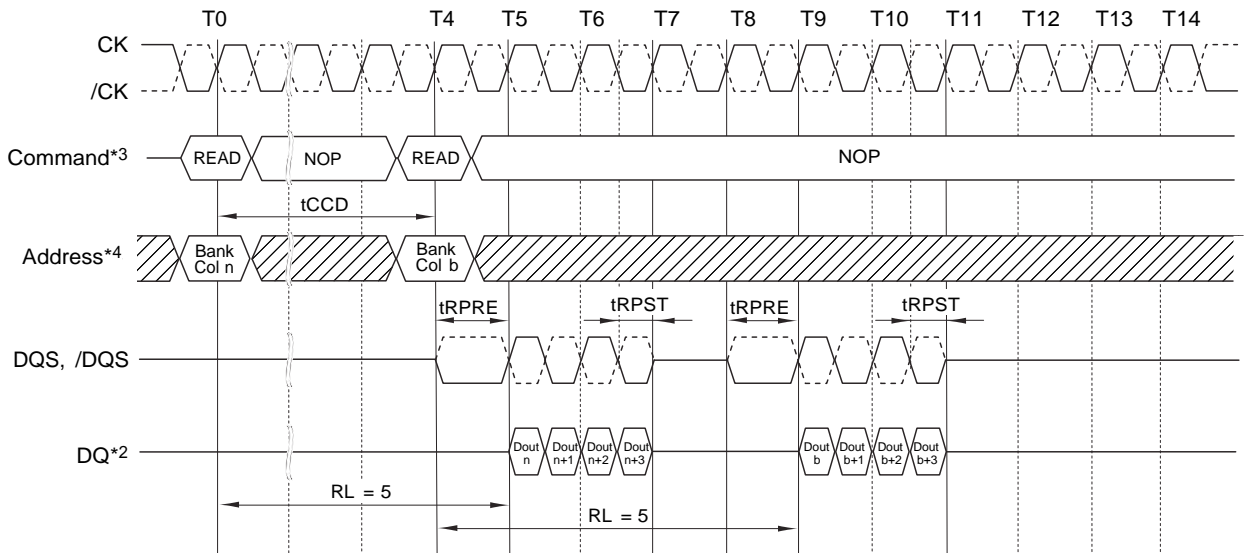 T0 T4 T5 T6 T7 T8 T9 T10 T11 T12 T13 T14
CK
/CK
Command*3 READ NOP READ NOP
tCCD
Address*4 Bank Col n Bank Col b
tRPRE tRPST tRPRE tRPST
DQS, /DQS
DQ*2 Dout n Dout n+1 Dout n+2 Dout n+3 Dout b Dout b+1 Dout b+2 Dout b+3
RL = 5
RL = 5